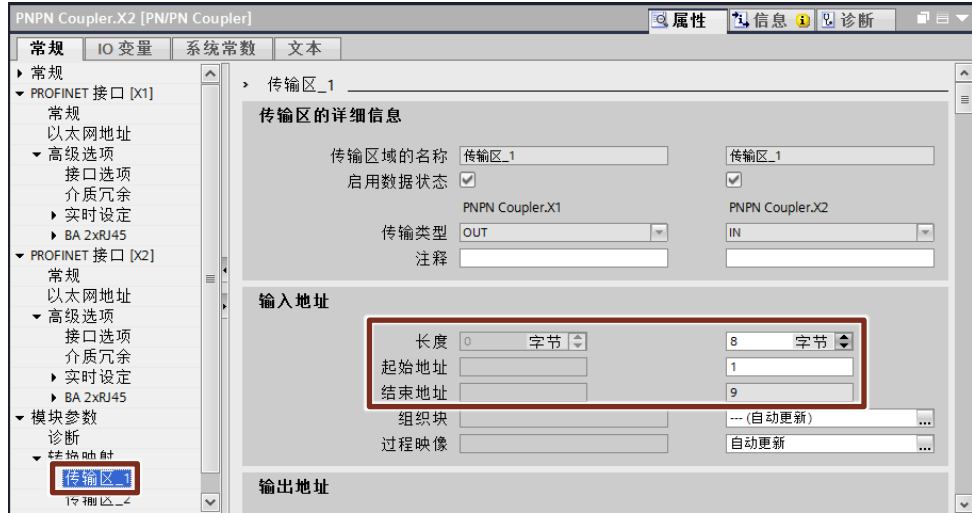 PNPN Coupler.X2 [PN/PN Coupler]
属性
信息
诊断
常规
IO 变量
系统常数
文本
常规
PROFINET 接口 [X1]
常规
以太网地址
高级选项
接口选项
介质冗余
实时设定
BA 2xRJ45
PROFINET 接口 [X2]
常规
以太网地址
高级选项
接口选项
介质冗余
实时设定
BA 2xRJ45
模块参数
诊断
转换映射
传输区_1
传输区_2
传输区_1
传输区的详细信息
传输区域的名称 传输区_1 传输区_1
启用数据状态
PNPN Coupler.X1 PNPN Coupler.X2
传输类型 OUT IN
注释
输入地址
长度 0 字节 8 字节
起始地址 1
结束地址 9
组织块 --- (自动更新) ...
过程映像 自动更新 ...
输出地址